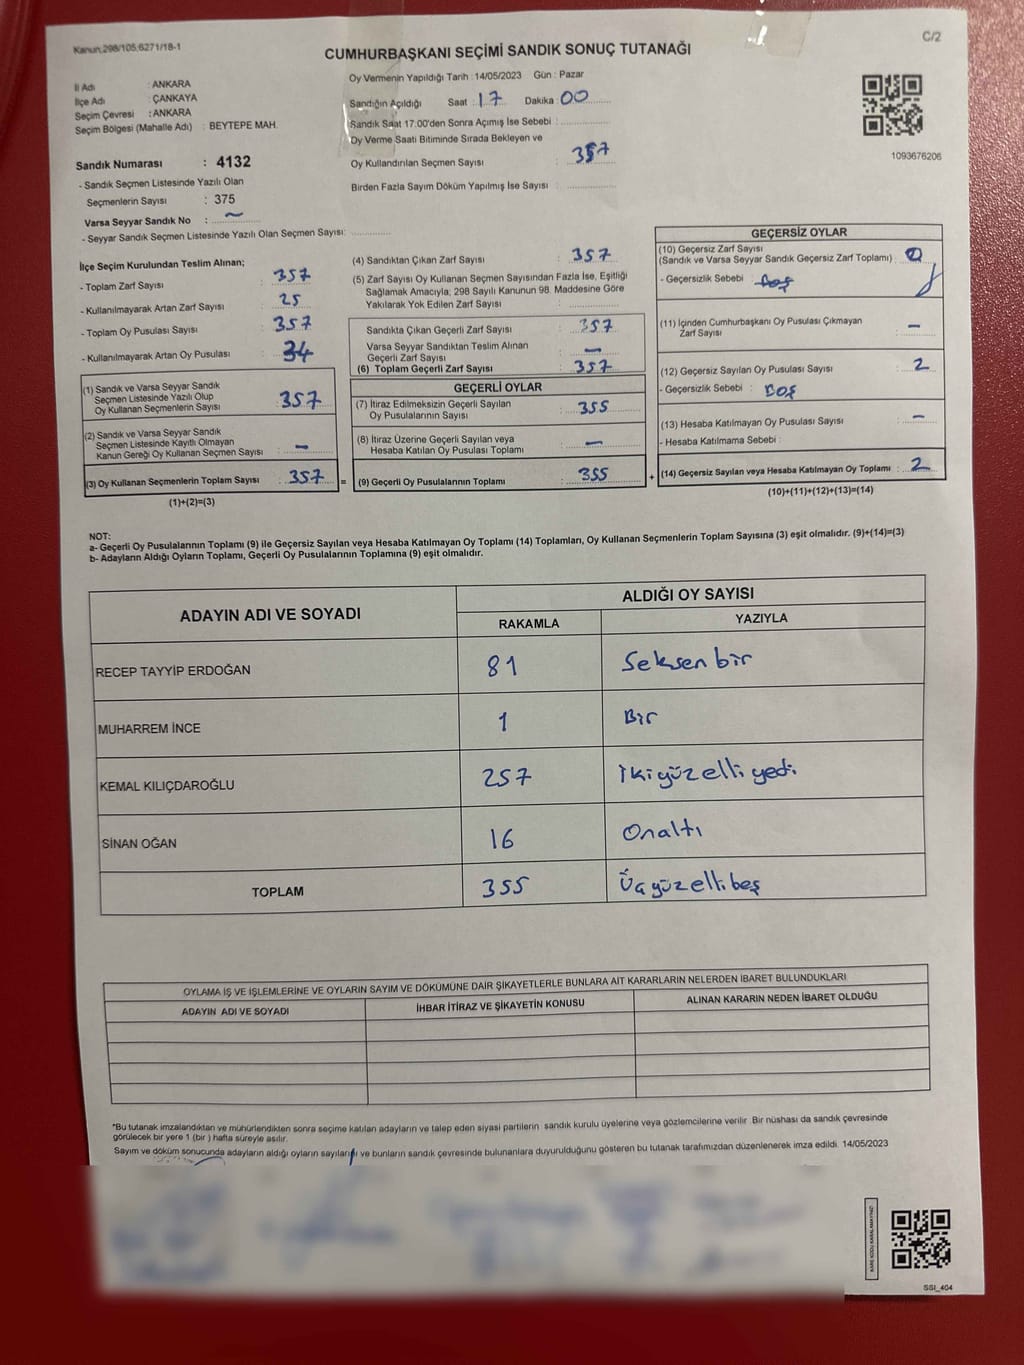 Kanun:298/105;6271/18-1
C/2
CUMHURBAŞKANI SEÇİMİ SANDIK SONUÇ TUTANAĞI
İl Adı : ANKARA
İlçe Adı : ÇANKAYA
Seçim Çevresi : ANKARA
Seçim Bölgesi (Mahalle Adı) : BEYTEPE MAH.
Sandık Numarası : 4132
- Sandık Seçmen Listesinde Yazılı Olan
Seçmenlerin Sayısı : 375
Varsa Seyyar Sandık No : ~
- Seyyar Sandık Seçmen Listesinde Yazılı Olan Seçmen Sayısı:
Oy Vermenin Yapıldığı Tarih : 14/05/2023 Gün : Pazar
Sandığın Açıldığı Saat : 17 Dakika : 00
Sandık Saat 17:00'den Sonra Açımış İse Sebebi :
Oy Verme Saati Bitiminde Sırada Bekleyen ve
Oy Kullandırılan Seçmen Sayısı : 357
Birden Fazla Sayım Döküm Yapılmış İse Sayısı :
1093676206
İlçe Seçim Kurulundan Teslim Alınan;
- Toplam Zarf Sayısı : 357
- Kullanılmayarak Artan Zarf Sayısı : 25
- Toplam Oy Pusulası Sayısı : 357
- Kullanılmayarak Artan Oy Pusulası : 34
(1) Sandık ve Varsa Seyyar Sandık
Seçmen Listesinde Yazılı Olup
Oy Kullanan Seçmenlerin Sayısı : 357
(2) Sandık ve Varsa Seyyar Sandık
Seçmen Listesinde Kayıtlı Olmayan
Kanun Gereği Oy Kullanan Seçmen Sayısı : -
(3) Oy Kullanan Seçmenlerin Toplam Sayısı : 357 =
(1)+(2)=(3)
(4) Sandıktan Çıkan Zarf Sayısı : 357
(5) Zarf Sayısı Oy Kullanan Seçmen Sayısından Fazla İse, Eşitliği
Sağlamak Amacıyla; 298 Sayılı Kanunun 98. Maddesine Göre
Yakılarak Yok Edilen Zarf Sayısı :
Sandıkta Çıkan Geçerli Zarf Sayısı : 357
Varsa Seyyar Sandıktan Teslim Alınan
Geçerli Zarf Sayısı : -
(6) Toplam Geçerli Zarf Sayısı : 357
GEÇERLİ OYLAR
(7) İtiraz Edilmeksizin Geçerli Sayılan
Oy Pusulalarının Sayısı : 355
(8) İtiraz Üzerine Geçerli Sayılan veya
Hesaba Katılan Oy Pusulası Toplamı : -
(9) Geçerli Oy Pusulalarının Toplamı : 355 +
GEÇERSİZ OYLAR
(10) Geçersiz Zarf Sayısı
(Sandık ve Varsa Seyyar Sandık Geçersiz Zarf Toplamı) :
- Geçersizlik Sebebi : Boş
(11) İçinden Cumhurbaşkanı Oy Pusulası Çıkmayan
Zarf Sayısı : -
(12) Geçersiz Sayılan Oy Pusulası Sayısı : 2
- Geçersizlik Sebebi : BOŞ
(13) Hesaba Katılmayan Oy Pusulası Sayısı : -
- Hesaba Katılmama Sebebi :
(14) Geçersiz Sayılan veya Hesaba Katılmayan Oy Toplamı : 2
(10)+(11)+(12)+(13)=(14)
NOT:
a- Geçerli Oy Pusulalarının Toplamı (9) ile Geçersiz Sayılan veya Hesaba Katılmayan Oy Toplamı (14) Toplamları, Oy Kullanan Seçmenlerin Toplam Sayısına (3) eşit olmalıdır. (9)+(14)=(3)
b- Adayların Aldığı Oyların Toplamı, Geçerli Oy Pusulalarının Toplamına (9) eşit olmalıdır.
ADAYIN ADI VE SOYADI
ALDIĞI OY SAYISI
RAKAMLA YAZIYLA
RECEP TAYYİP ERDOĞAN 81 Seksenbir
MUHARREM İNCE 1 Bir
KEMAL KILIÇDAROĞLU 257 İkiyüzelliyedi
SİNAN OĞAN 16 Onaltı
TOPLAM 355 Üçyüzellibeş
OYLAMA İŞ VE İŞLEMLERİNE VE OYLARIN SAYIM VE DÖKÜMÜNE DAİR ŞİKAYETLERLE BUNLARA AİT KARARLARIN NELERDEN İBARET BULUNDUKLARI
ADAYIN ADI VE SOYADI İHBAR İTİRAZ VE ŞİKAYETİN KONUSU ALINAN KARARIN NEDEN İBARET OLDUĞU
*Bu tutanak imzalandıktan ve mühürlendikten sonra seçime katılan adayların ve talep eden siyasi partilerin sandık kurulu üyelerine veya gözlemcilerine verilir. Bir nüshası da sandık çevresinde
görülecek bir yere 1 (bir ) hafta süreyle asılır.
Sayım ve döküm sonucunda adayların aldığı oyların sayılarını ve bunların sandık çevresinde bulunanlara duyurulduğunu gösteren bu tutanak tarafımızdan düzenlenerek imza edildi. 14/05/2023
KARE KODU KARALAMAYINIZ!
SSI_404